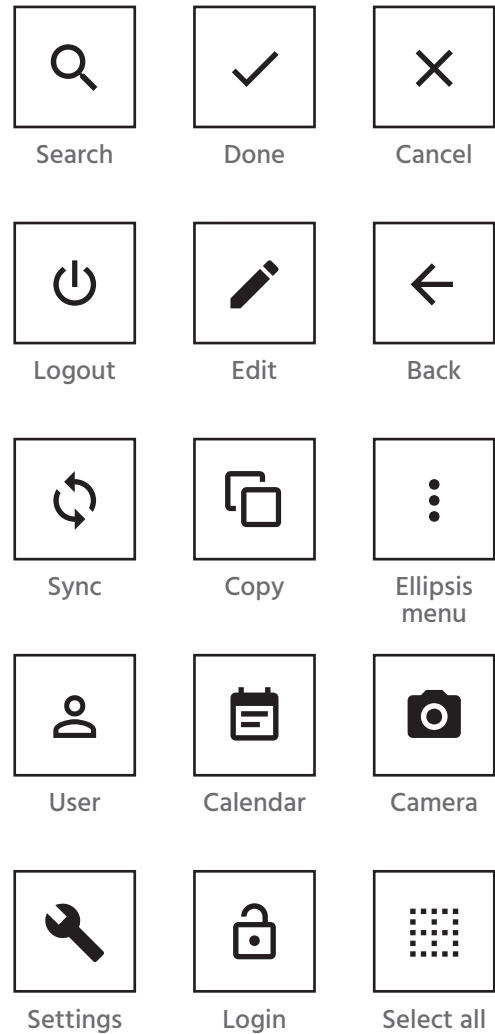 Search
Done
Cancel
Logout
Edit
Back
Sync
Copy
Ellipsis
menu
User
Calendar
Camera
Settings
Login
Select all